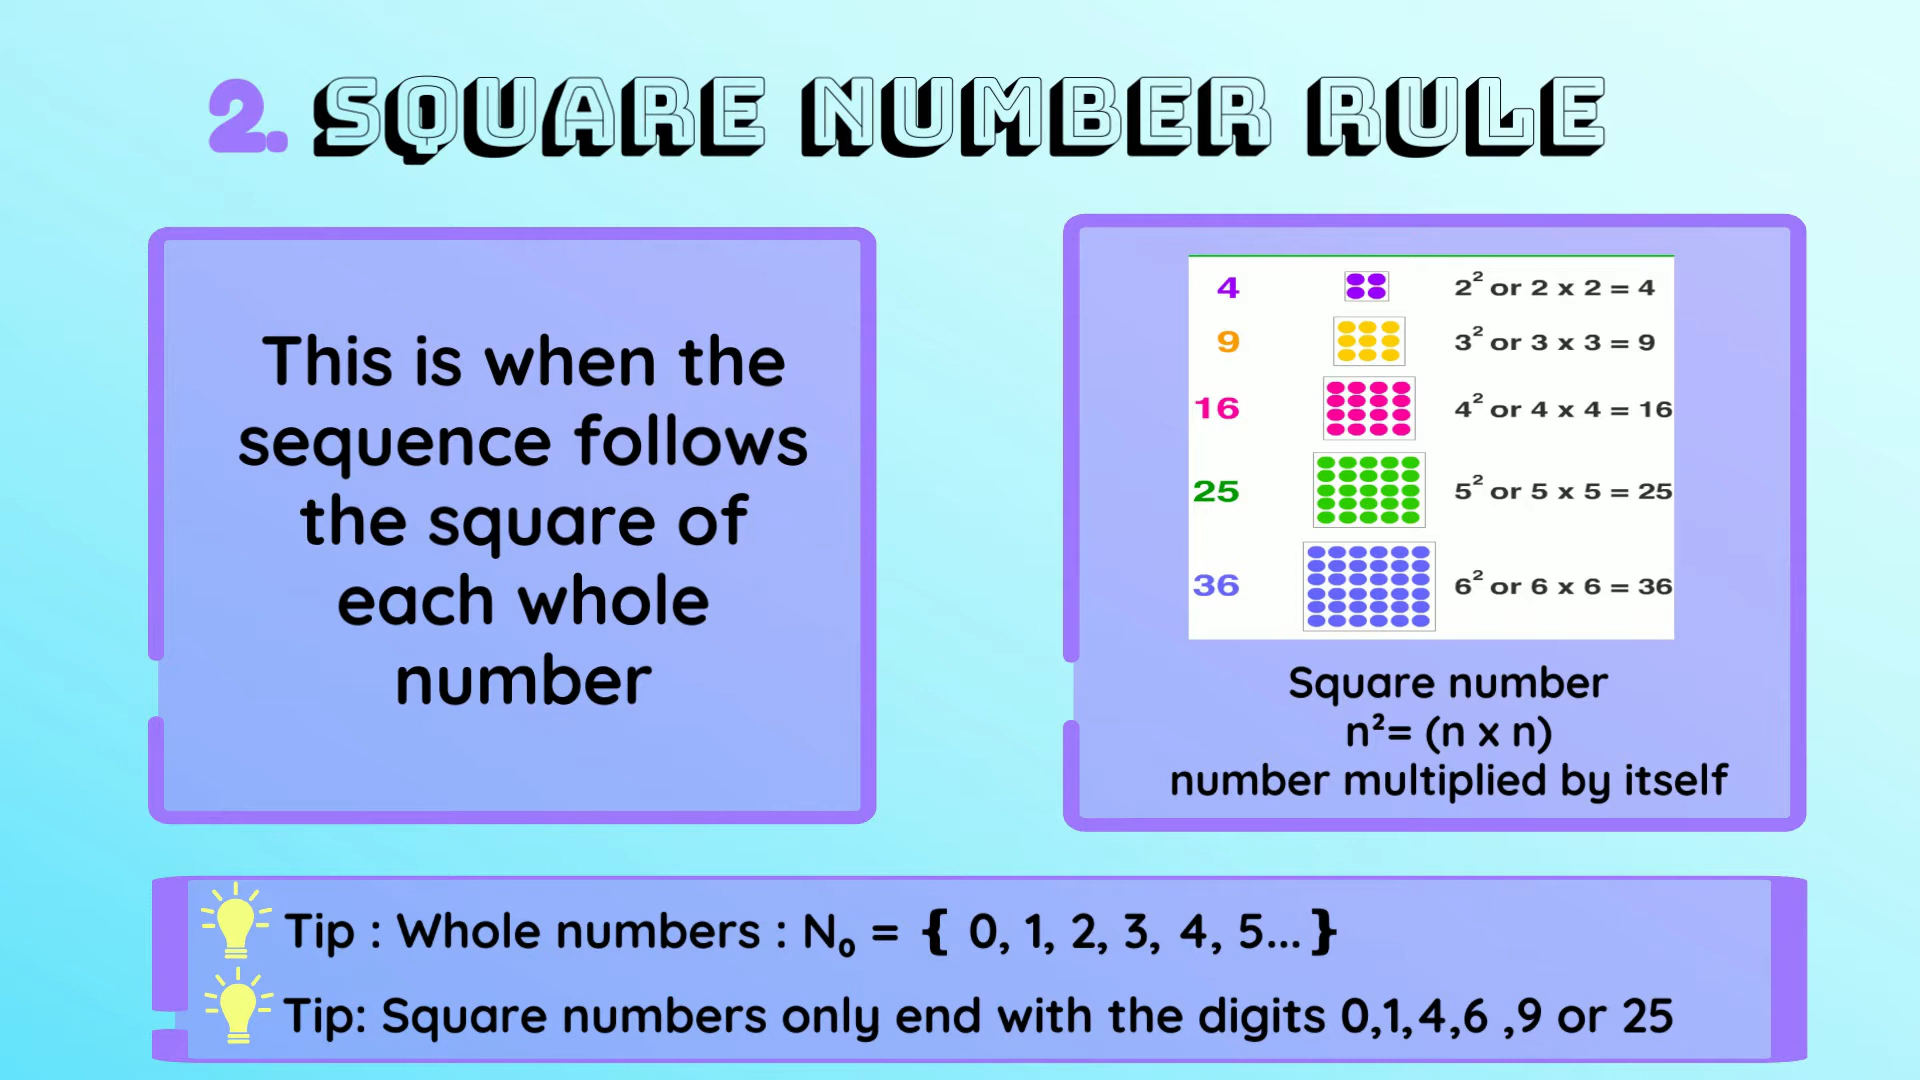 2. SQUARE NUMBER RULE
This is when the
sequence follows
the square of
each whole
number
4 2² or 2 x 2 = 4
9 3² or 3 x 3 = 9
16 4² or 4 x 4 = 16
25 5² or 5 x 5 = 25
36 6² or 6 x 6 = 36
Square number
n²= (n x n)
number multiplied by itself
Tip : Whole numbers : N₀ = { 0, 1, 2, 3, 4, 5...}
Tip: Square numbers only end with the digits 0,1,4,6 ,9 or 25